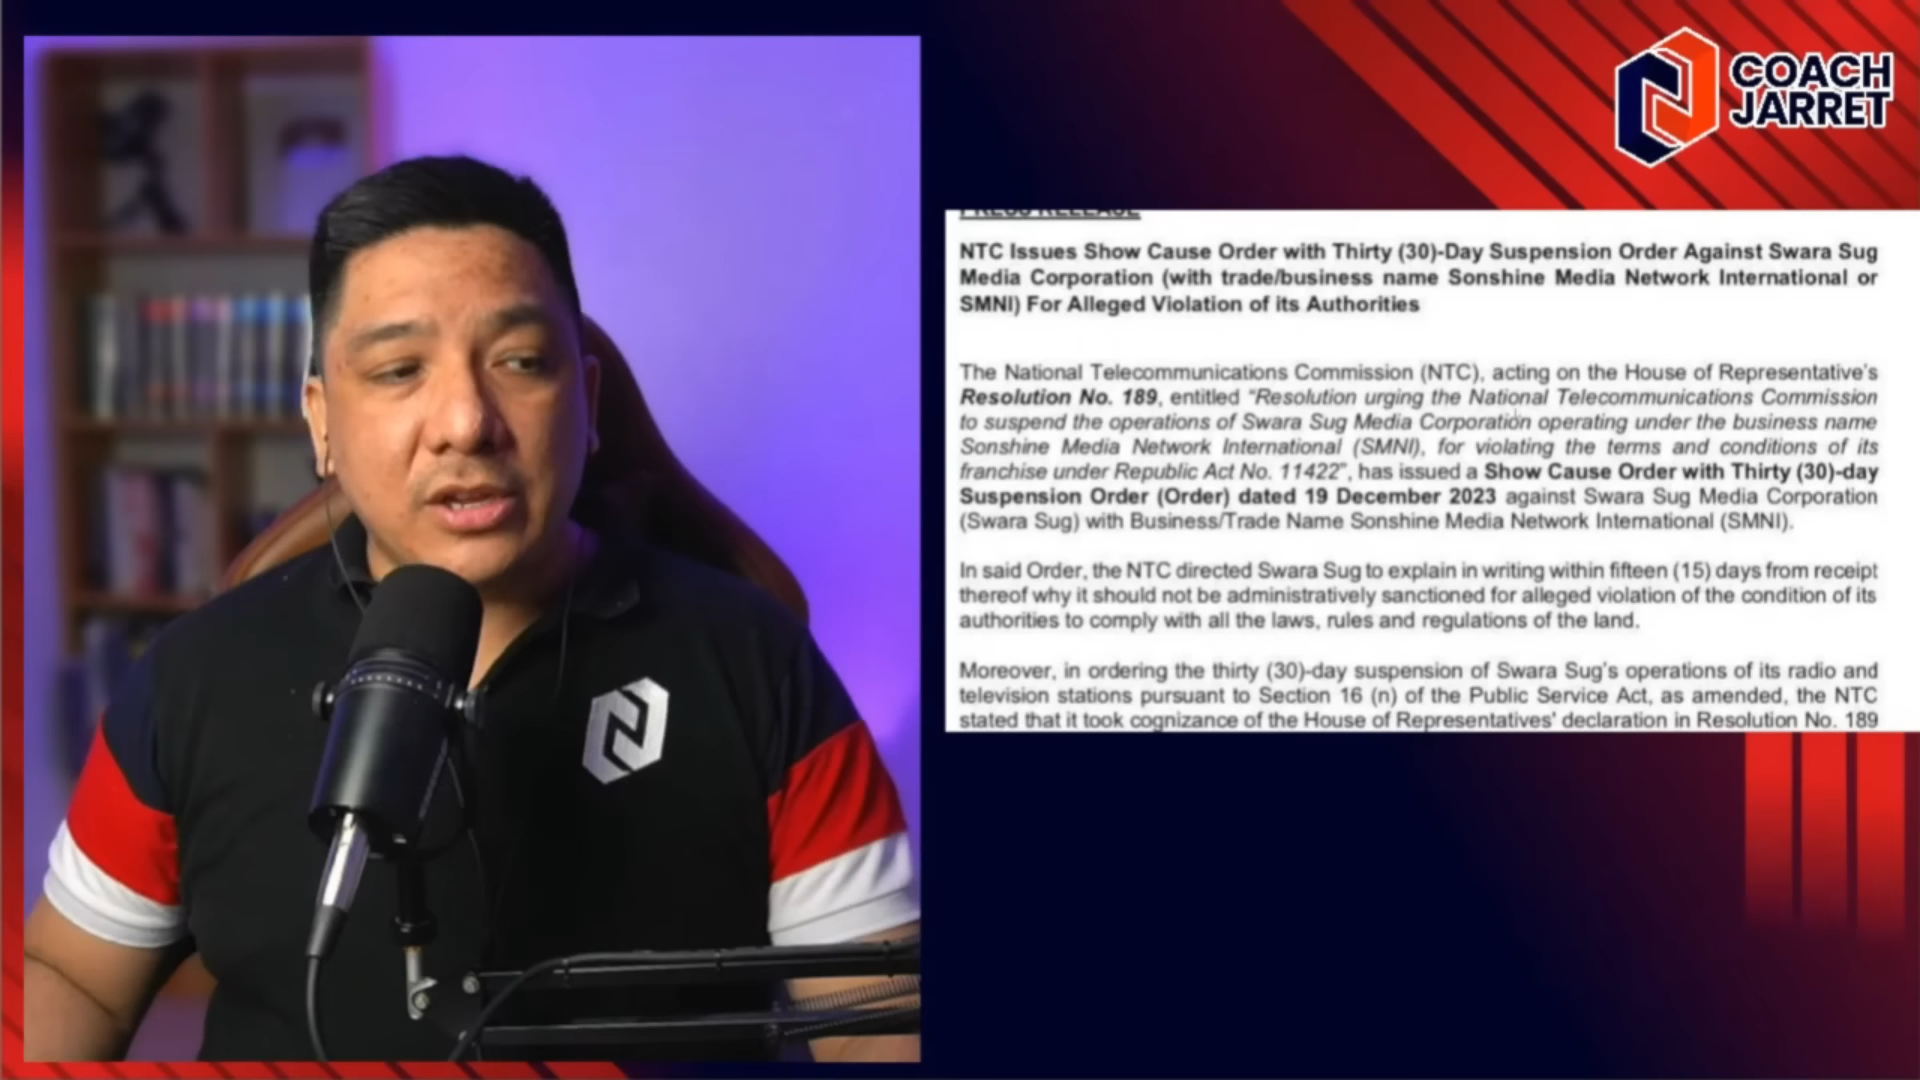 COACH
JARRET
PRESS RELEASE
NTC Issues Show Cause Order with Thirty (30)-Day Suspension Order Against Swara Sug
Media Corporation (with trade/business name Sonshine Media Network International or
SMNI) For Alleged Violation of its Authorities
The National Telecommunications Commission (NTC), acting on the House of Representative's
Resolution No. 189, entitled “Resolution urging the National Telecommunications Commission
to suspend the operations of Swara Sug Media Corporation operating under the business name
Sonshine Media Network International (SMNI), for violating the terms and conditions of its
franchise under Republic Act No. 11422”, has issued a Show Cause Order with Thirty (30)-day
Suspension Order (Order) dated 19 December 2023 against Swara Sug Media Corporation
(Swara Sug) with Business/Trade Name Sonshine Media Network International (SMNI).
In said Order, the NTC directed Swara Sug to explain in writing within fifteen (15) days from receipt
thereof why it should not be administratively sanctioned for alleged violation of the condition of its
authorities to comply with all the laws, rules and regulations of the land.
Moreover, in ordering the thirty (30)-day suspension of Swara Sug's operations of its radio and
television stations pursuant to Section 16 (n) of the Public Service Act, as amended, the NTC
stated that it took cognizance of the House of Representatives' declaration in Resolution No. 189